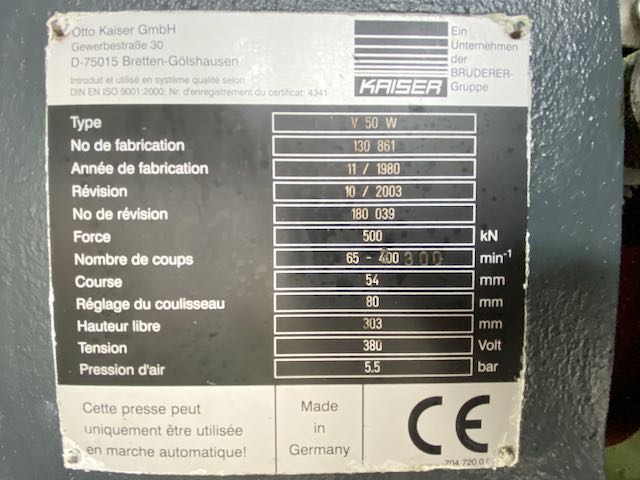 Otto Kaiser GmbH
Gewerbestraße 30
D-75015 Bretten-Gölshausen
Introduit et utilisé en système qualité selon
DIN EN ISO 9001:2000; Nr. d'enregistrement du certificat: 4341
KAISER
Ein
Unternehmen
der
BRUDERER-
Gruppe
Type V 50 W
No de fabrication 130 861
Année de fabrication 11 / 1980
Révision 10 / 2003
No de révision 180 039
Force 500 kN
Nombre de coups 65 - 400 300 min-1
Course 54 mm
Réglage du coulisseau 80 mm
Hauteur libre 303 mm
Tension 380 Volt
Pression d'air 5.5 bar
Cette presse peut
uniquement être utilisée
en marche automatique!
Made
in
Germany
CE
704 720 0